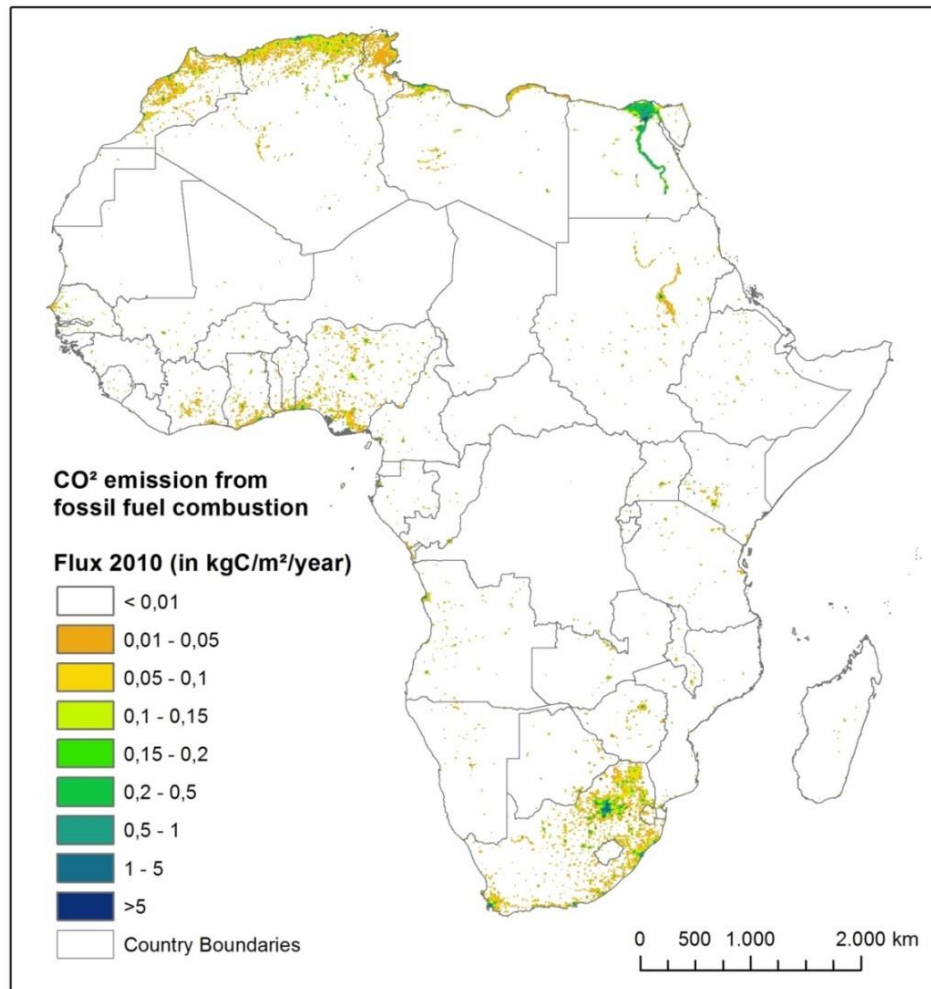 CO² emission from
fossil fuel combustion
Flux 2010 (in kgC/m²/year)
< 0,01
0,01 - 0,05
0,05 - 0,1
0,1 - 0,15
0,15 - 0,2
0,2 - 0,5
0,5 - 1
1 - 5
>5
Country Boundaries
0 500 1.000 2.000 km